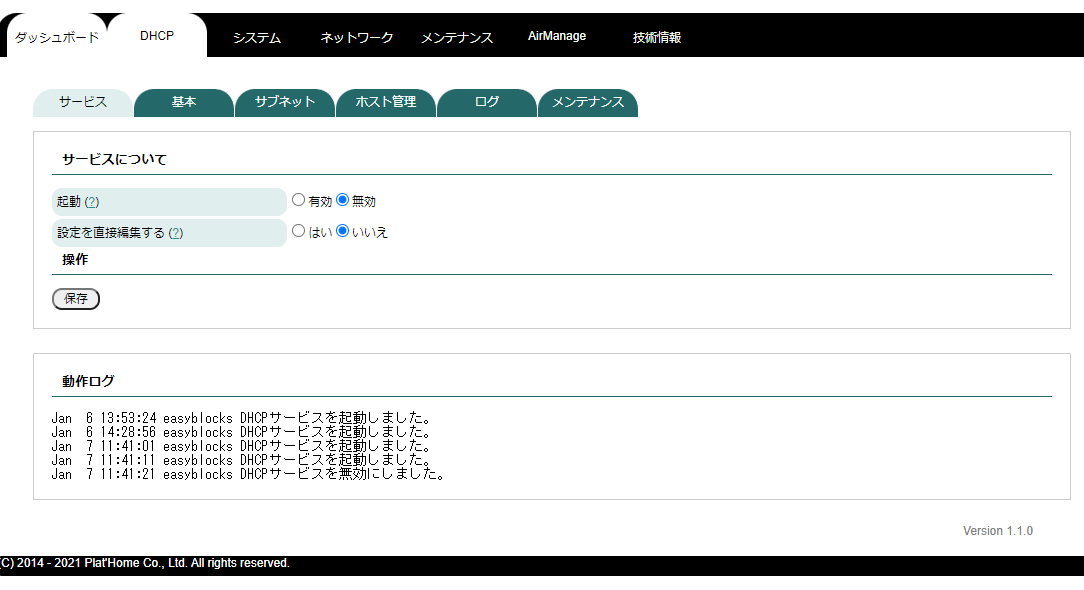 ダッシュボード DHCP システム ネットワーク メンテナンス AirManage 技術情報
サービス 基本 サブネット ホスト管理 ログ メンテナンス
サービスについて
起動 (?) 有効 無効
設定を直接編集する (?) はい いいえ
操作
保存
動作ログ
Jan  6 13:53:24 easyblocks DHCPサービスを起動しました。
Jan  6 14:28:56 easyblocks DHCPサービスを起動しました。
Jan  7 11:41:01 easyblocks DHCPサービスを起動しました。
Jan  7 11:41:11 easyblocks DHCPサービスを起動しました。
Jan  7 11:41:21 easyblocks DHCPサービスを無効にしました。
Version 1.1.0
(C) 2014 - 2021 Plat'Home Co., Ltd. All rights reserved.